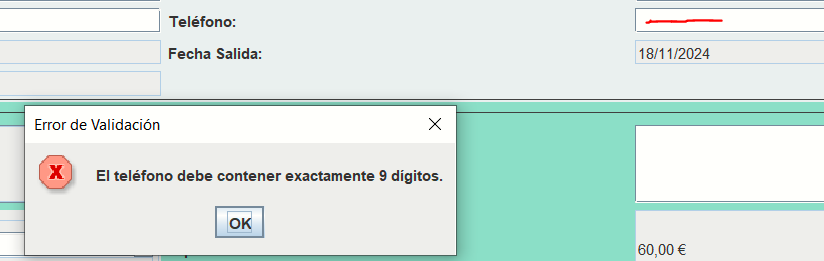 Teléfono:
Fecha Salida:
18/11/2024
Error de Validación
X
El teléfono debe contener exactamente 9 dígitos.
OK
60,00 €